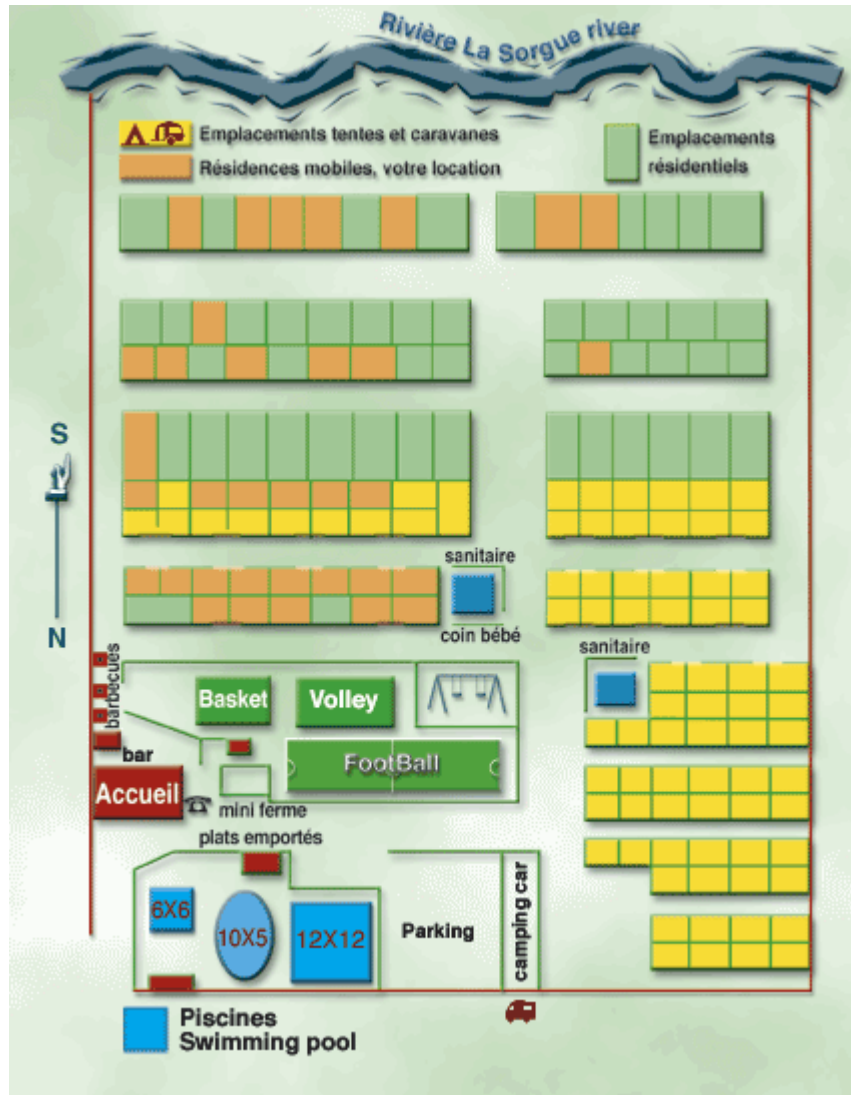 Rivière La Sorgue river
Emplacements tentes et caravanes
Résidences mobiles, votre location
Emplacements
résidentiels
S
N
sanitaire
coin bébé
sanitaire
barbecues
Basket
Volley
bar
FootBall
Accueil
mini ferme
plats emportés
6X6
10X5
12X12
Parking
camping car
Piscines
Swimming pool